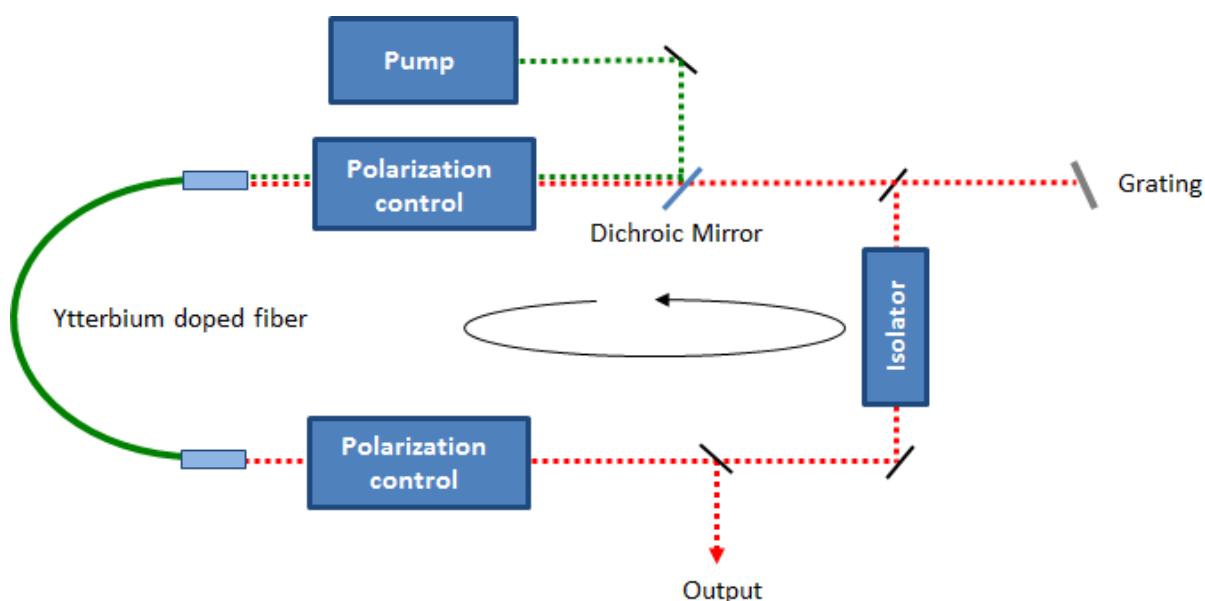 Pump
Polarization
control
Grating
Dichroic Mirror
Ytterbium doped fiber
Isolator
Polarization
control
Output